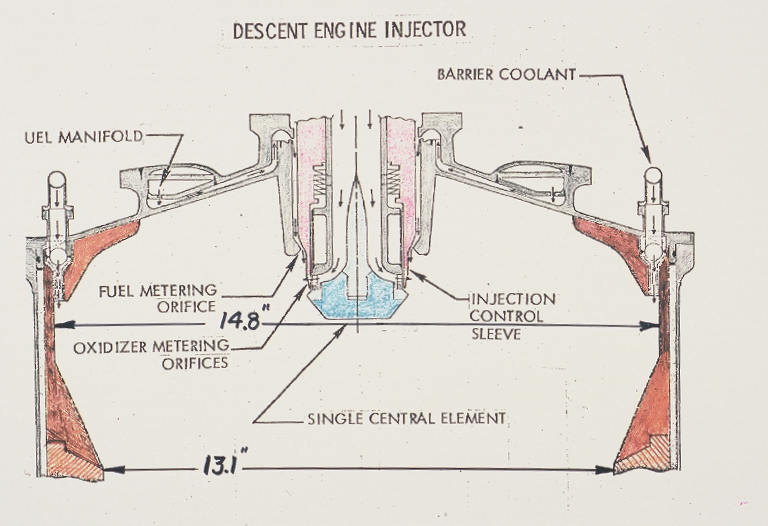 DESCENT ENGINE INJECTOR
BARRIER COOLANT
UEL MANIFOLD
FUEL METERING
ORIFICE
14.8"
INJECTION
CONTROL
SLEEVE
OXIDIZER METERING
ORIFICES
SINGLE CENTRAL ELEMENT
13.1"